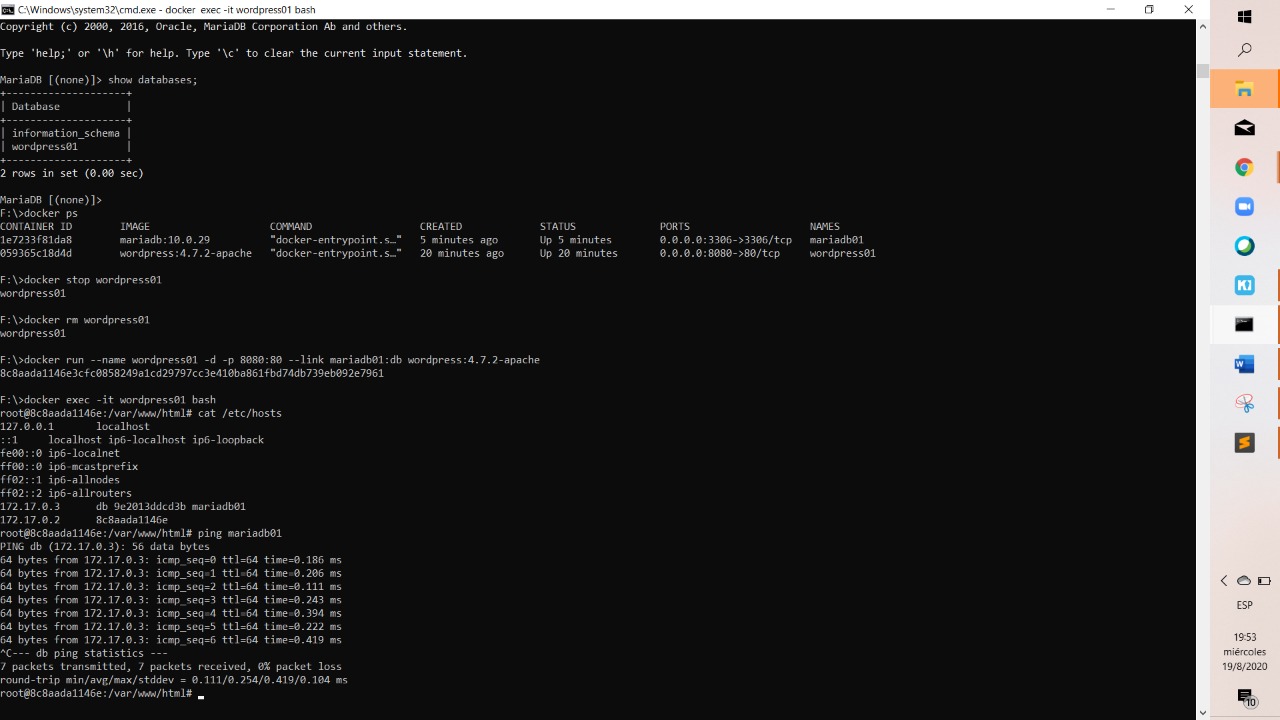 C:\Windows\system32\cmd.exe - docker  exec -it wordpress01 bash
Copyright (c) 2000, 2016, Oracle, MariaDB Corporation Ab and others.
Type 'help;' or '\h' for help. Type '\c' to clear the current input statement.
MariaDB [(none)]> show databases;
+--------------------+
| Database           |
+--------------------+
| information_schema |
| wordpress01        |
+--------------------+
2 rows in set (0.00 sec)
MariaDB [(none)]>
F:\>docker ps
CONTAINER ID        IMAGE                    COMMAND                  CREATED             STATUS              PORTS                    NAMES
1e7233f81da8        mariadb:10.0.29          "docker-entrypoint.s…"   5 minutes ago       Up 5 minutes        0.0.0.0:3306->3306/tcp   mariadb01
059365c18d4d        wordpress:4.7.2-apache   "docker-entrypoint.s…"   20 minutes ago      Up 20 minutes       0.0.0.0:8080->80/tcp     wordpress01
F:\>docker stop wordpress01
wordpress01
F:\>docker rm wordpress01
wordpress01
F:\>docker run --name wordpress01 -d -p 8080:80 --link mariadb01:db wordpress:4.7.2-apache
8c8aada1146e3cfc0858249a1cd29797cc3e410ba861fbd74db739eb092e7961
F:\>docker exec -it wordpress01 bash
root@8c8aada1146e:/var/www/html# cat /etc/hosts
127.0.0.1       localhost
::1     localhost ip6-localhost ip6-loopback
fe00::0 ip6-localnet
ff00::0 ip6-mcastprefix
ff02::1 ip6-allnodes
ff02::2 ip6-allrouters
172.17.0.3      db 9e2013ddcd3b mariadb01
172.17.0.2      8c8aada1146e
root@8c8aada1146e:/var/www/html# ping mariadb01
PING db (172.17.0.3): 56 data bytes
64 bytes from 172.17.0.3: icmp_seq=0 ttl=64 time=0.186 ms
64 bytes from 172.17.0.3: icmp_seq=1 ttl=64 time=0.206 ms
64 bytes from 172.17.0.3: icmp_seq=2 ttl=64 time=0.111 ms
64 bytes from 172.17.0.3: icmp_seq=3 ttl=64 time=0.243 ms
64 bytes from 172.17.0.3: icmp_seq=4 ttl=64 time=0.394 ms
64 bytes from 172.17.0.3: icmp_seq=5 ttl=64 time=0.222 ms
64 bytes from 172.17.0.3: icmp_seq=6 ttl=64 time=0.419 ms
^C--- db ping statistics ---
7 packets transmitted, 7 packets received, 0% packet loss
round-trip min/avg/max/stddev = 0.111/0.254/0.419/0.104 ms
root@8c8aada1146e:/var/www/html#
ESP
19:53
miércoles
19/8/2020
10